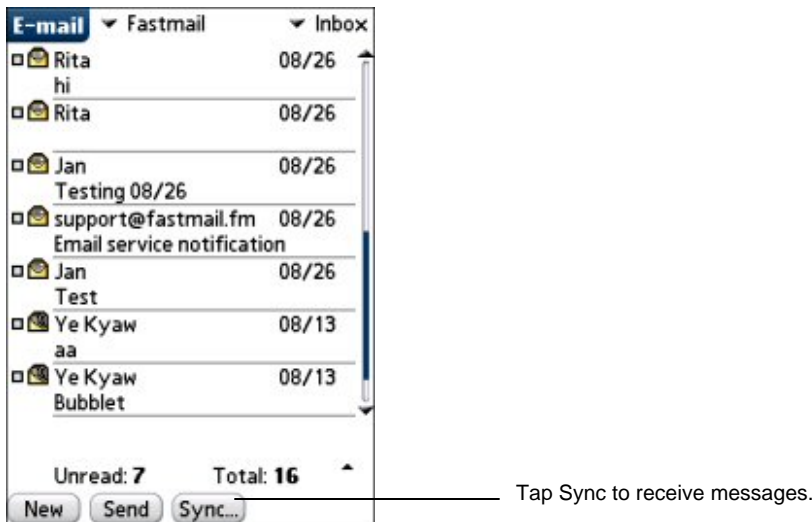 E-mail Fastmail Inbox
Rita 08/26
hi
Rita 08/26
Jan 08/26
Testing 08/26
support@fastmail.fm 08/26
Email service notification
Jan 08/26
Test
Ye Kyaw 08/13
aa
Ye Kyaw 08/13
Bubblet
Unread: 7 Total: 16
New Send Sync...
Tap Sync to receive messages.